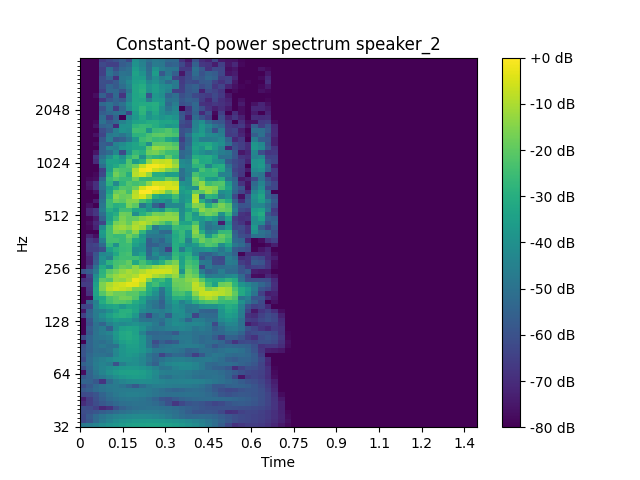 Constant-Q power spectrum speaker_2
+0 dB
-10 dB
-20 dB
-30 dB
-40 dB
-50 dB
-60 dB
-70 dB
-80 dB
Hz
2048
1024
512
256
128
64
32
0 0.15 0.3 0.45 0.6 0.75 0.9 1.1 1.2 1.4
Time